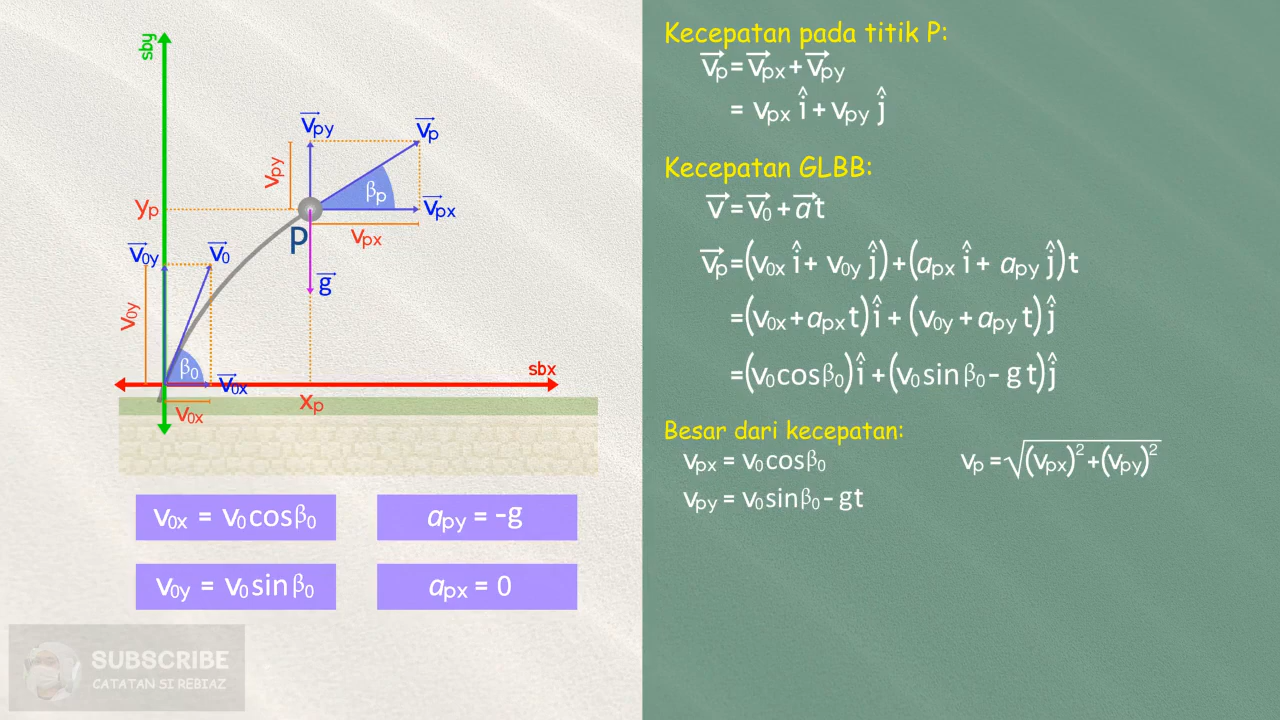 sby
v⃗py
v⃗p
vpy
βp
v⃗px
yp
P
vpx
v⃗0y
v⃗0
g⃗
v0y
β0
sbx
v⃗0x
v0x
xp
v0x = v0cosβ0
apy = -g
v0y = v0sinβ0
apx = 0
SUBSCRIBE
CATATAN SI REBIAZ
Kecepatan pada titik P:
v⃗p = v⃗px + v⃗py
= vpx î + vpy ĵ
Kecepatan GLBB:
v⃗ = v⃗0 + a⃗t
v⃗p = (v0x î + v0y ĵ) + (apx î + apy ĵ)t
= (v0x + apx t) î + (v0y + apy t) ĵ
= (v0cosβ0) î + (v0sinβ0 - gt) ĵ
Besar dari kecepatan:
vpx = v0cosβ0
vp = √(vpx)² + (vpy)²
vpy = v0sinβ0 - gt